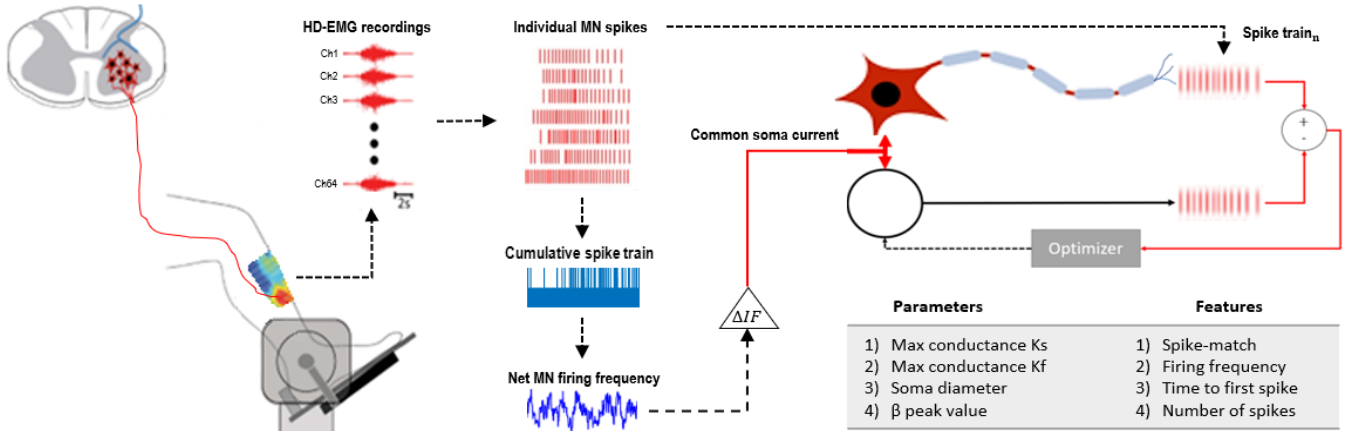 HD-EMG recordings
Ch1
Ch2
Ch3
Ch64
2s
Individual MN spikes
Cumulative spike train
Net MN firing frequency
ΔIF
Common soma current
Spike trainₙ
+
-
Optimizer
Parameters
1) Max conductance Ks
2) Max conductance Kf
3) Soma diameter
4) β peak value
Features
1) Spike-match
2) Firing frequency
3) Time to first spike
4) Number of spikes